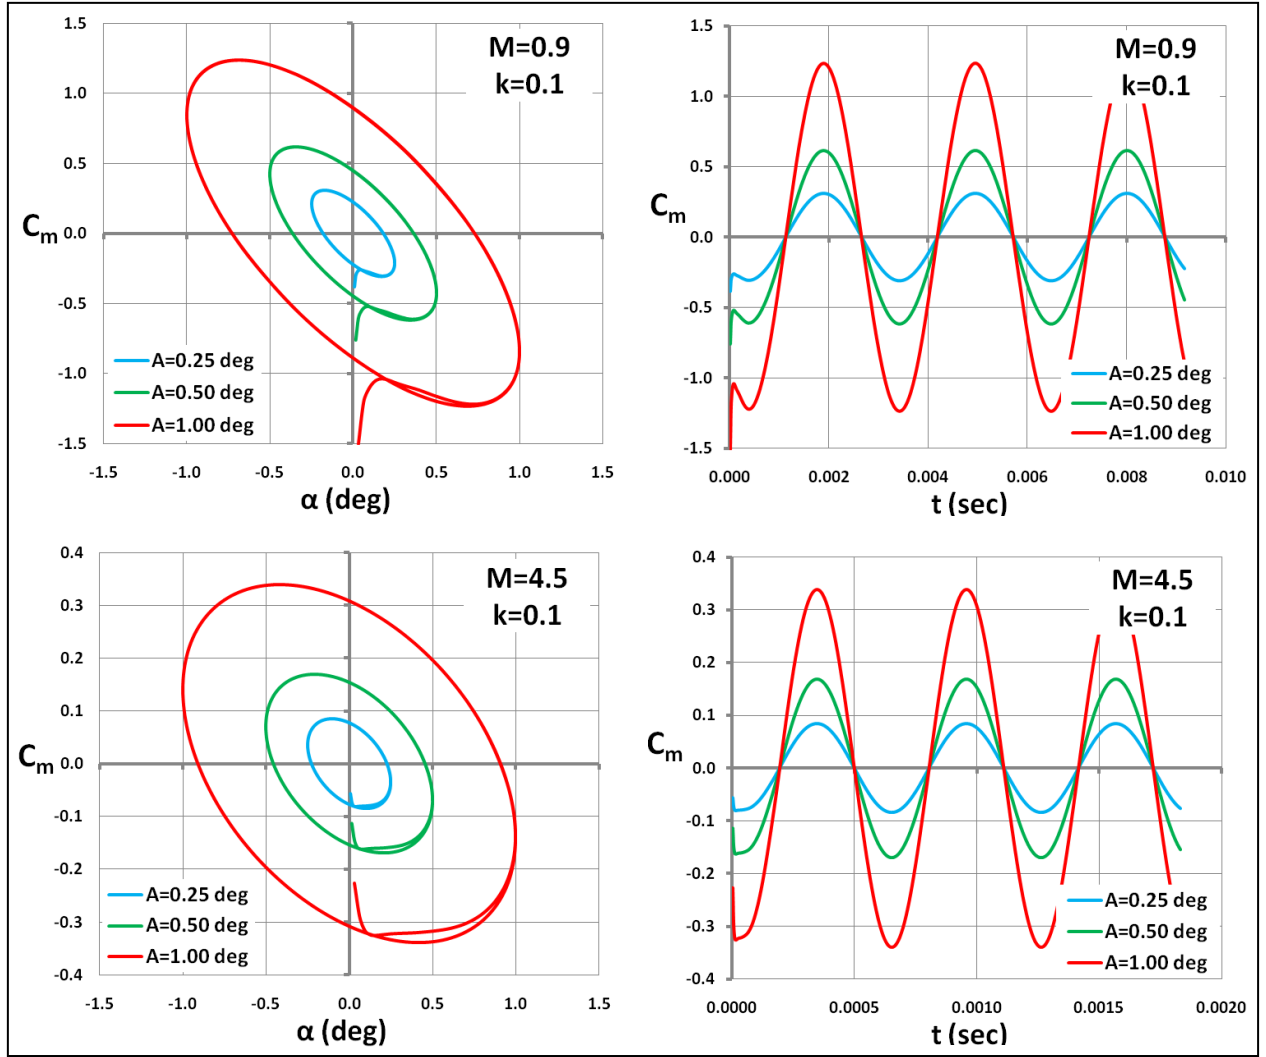 1.5
M=0.9
k=0.1
1.0
0.5
Cm
0.0
-0.5
A=0.25 deg
-1.0
A=0.50 deg
A=1.00 deg
-1.5
-1.5 -1.0 -0.5 0.0 0.5 1.0 1.5
α (deg)
1.5
M=0.9
k=0.1
1.0
0.5
Cm
0.0
-0.5
-1.0
A=0.25 deg
A=0.50 deg
A=1.00 deg
-1.5
0.000 0.002 0.004 0.006 0.008 0.010
t (sec)
0.4
M=4.5
k=0.1
0.3
0.2
0.1
Cm
0.0
-0.1
-0.2
A=0.25 deg
-0.3
A=0.50 deg
A=1.00 deg
-0.4
-1.5 -1.0 -0.5 0.0 0.5 1.0 1.5
α (deg)
0.4
M=4.5
k=0.1
0.3
0.2
0.1
Cm
0.0
-0.1
-0.2
A=0.25 deg
-0.3
A=0.50 deg
A=1.00 deg
-0.4
0.0000 0.0005 0.0010 0.0015 0.0020
t (sec)